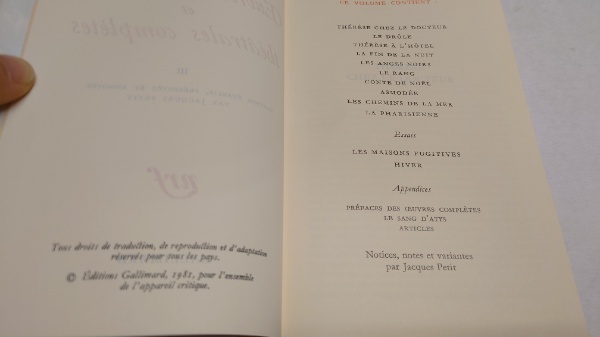 Tous droits de traduction, de reproduction et d'adaptation
réservés pour tous les pays.
© Éditions Gallimard, 1981, pour l'ensemble
de l'appareil critique.
CE VOLUME CONTIENT :
THÉRÈSE CHEZ LE DOCTEUR
LE DRÔLE
THÉRÈSE À L'HÔTEL
LA FIN DE LA NUIT
LES ANGES NOIRS
LE RANG
CONTE DE NOËL
ASMODÉE
LES CHEMINS DE LA MER
LA PHARISIENNE
Essais
LES MAISONS FUGITIVES
HIVER
Appendices
PRÉFACES DES ŒUVRES COMPLÈTES
LE SANG D'ATYS
ARTICLES
Notices, notes et variantes
par Jacques Petit